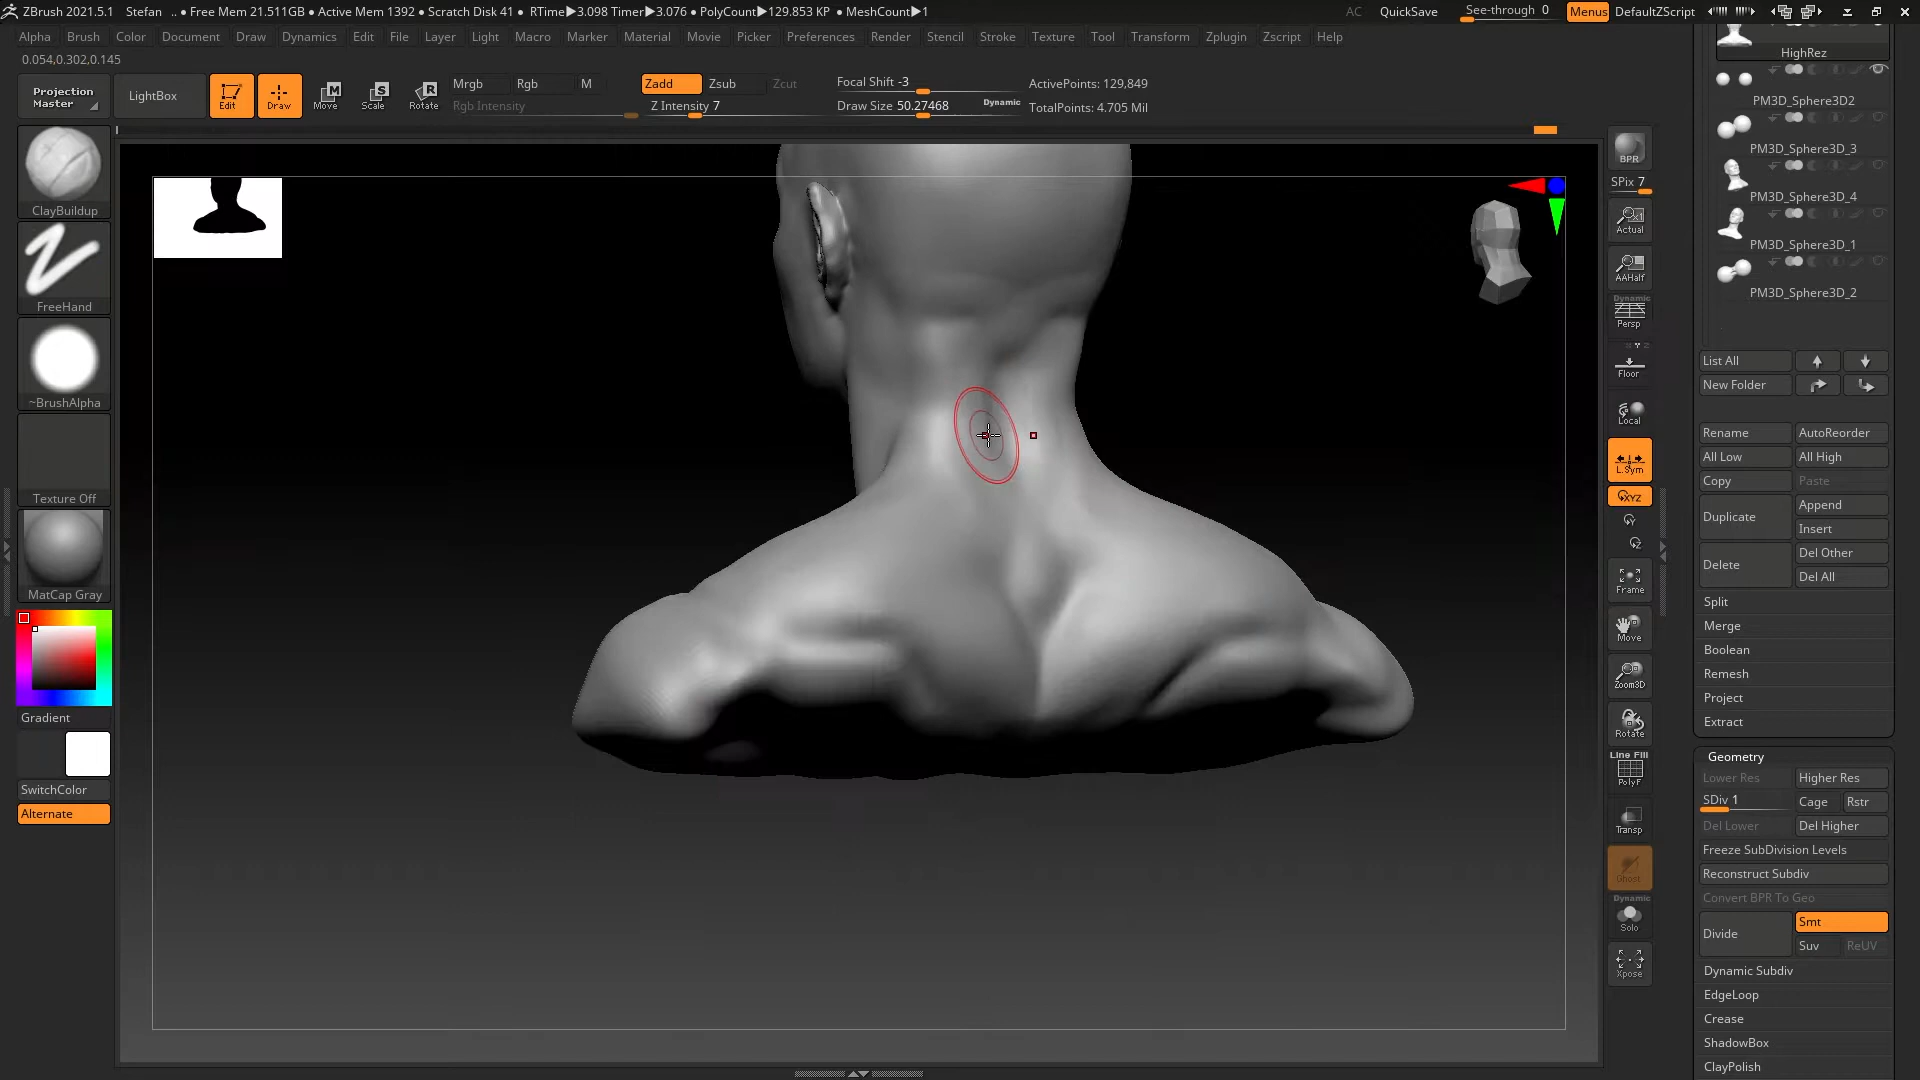 ZBrush 2021.5.1 Stefan .. ● Free Mem 21.511GB ● Active Mem 1392 ● Scratch Disk 41 ● RTime▶3.098 Timer▶3.076 ● PolyCount▶129.853 KP ● MeshCount▶1 AC QuickSave See-through 0 Menus DefaultZScript
Alpha Brush Color Document Draw Dynamics Edit File Layer Light Macro Marker Material Movie Picker Preferences Render Stencil Stroke Texture Tool Transform Zplugin Zscript Help
0.054,0.302,0.145
Projection Master LightBox Edit Draw Move Scale Rotate
Mrgb Rgb M Zadd Zsub Zcut Focal Shift -3 ActivePoints: 129,849
Rgb Intensity Z Intensity 7 Draw Size 50.27468 Dynamic TotalPoints: 4.705 Mil
ClayBuildup
FreeHand
~BrushAlpha
Texture Off
MatCap Gray
Gradient
SwitchColor
Alternate
BPR
SPix 7
Actual
AAHalf
Dynamic
Persp
Floor
Local
L.Sym
XYZ
Y
Z
Frame
Move
Zoom3D
Rotate
Line Fill
PolyF
Transp
Ghost
Dynamic
Solo
Xpose
HighRez
PM3D_Sphere3D2
PM3D_Sphere3D_3
PM3D_Sphere3D_4
PM3D_Sphere3D_1
PM3D_Sphere3D_2
List All
New Folder
Rename AutoReorder
All Low All High
Copy Paste
Duplicate Append
Insert
Delete Del Other
Del All
Split
Merge
Boolean
Remesh
Project
Extract
Geometry
Lower Res Higher Res
SDiv 1 Cage Rstr
Del Lower Del Higher
Freeze SubDivision Levels
Reconstruct Subdiv
Convert BPR To Geo
Divide Smt
Suv ReUV
Dynamic Subdiv
EdgeLoop
Crease
ShadowBox
ClayPolish